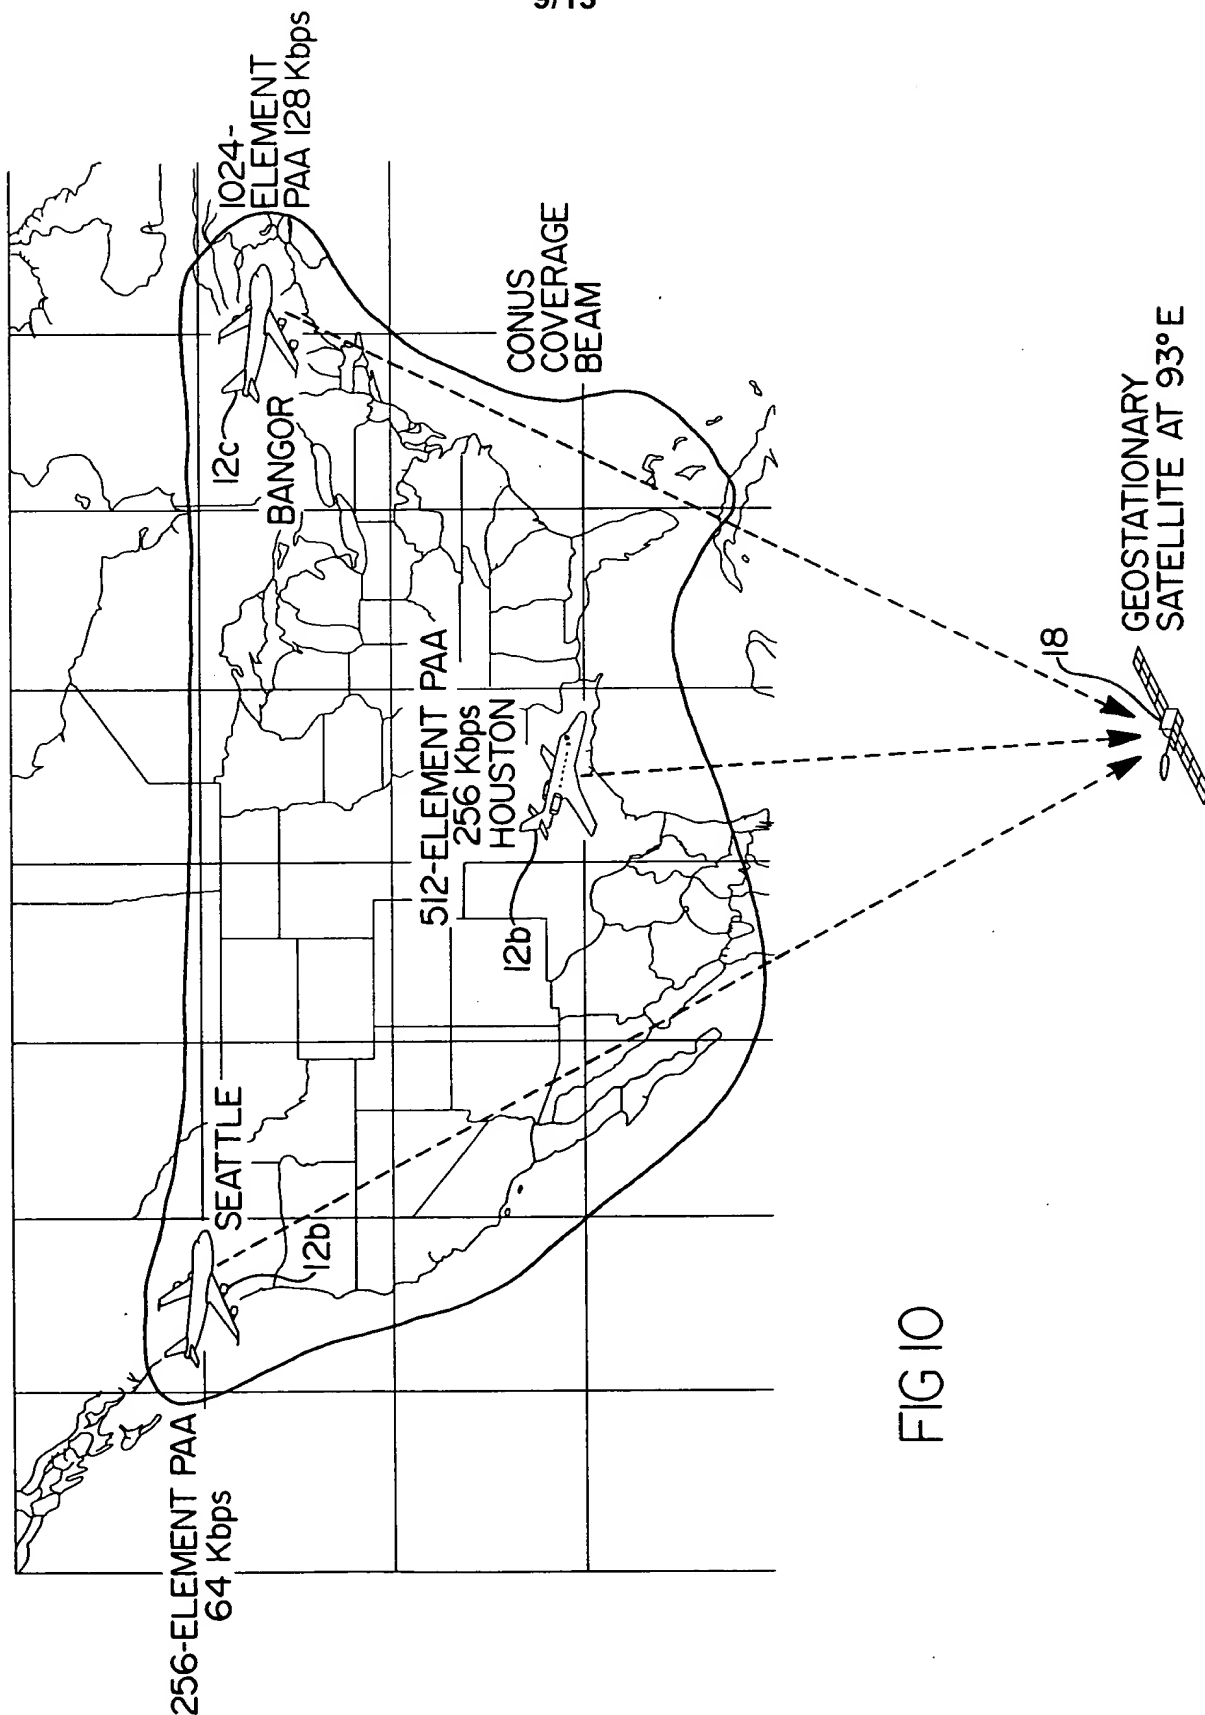 9/13
1024-
ELEMENT
PAA 128 Kbps
12c
BANGOR
CONUS
COVERAGE
BEAM
512-ELEMENT PAA
256 Kbps
HOUSTON
12b
SEATTLE
12b
256-ELEMENT PAA
64 Kbps
18
GEOSTATIONARY
SATELLITE AT 93° E
FIG 10